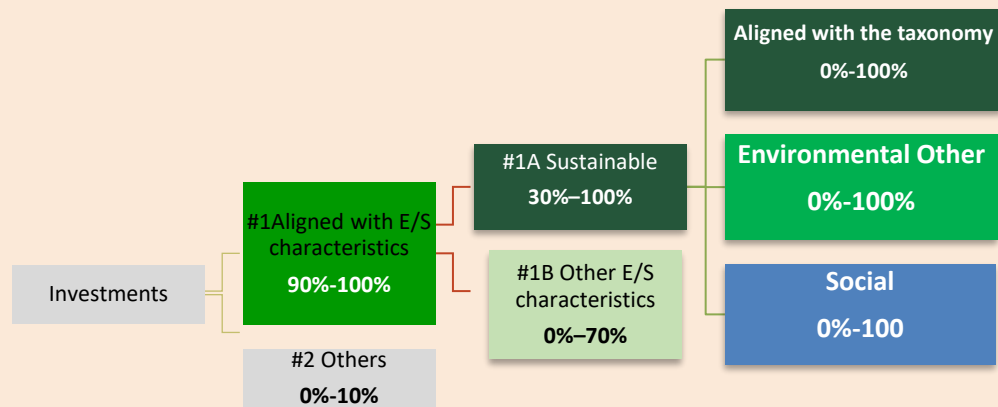 Investments
#1Aligned with E/S
characteristics
90%-100%
#2 Others
0%-10%
#1A Sustainable
30%–100%
#1B Other E/S
characteristics
0%–70%
Aligned with the taxonomy
0%-100%
Environmental Other
0%-100%
Social
0%-100